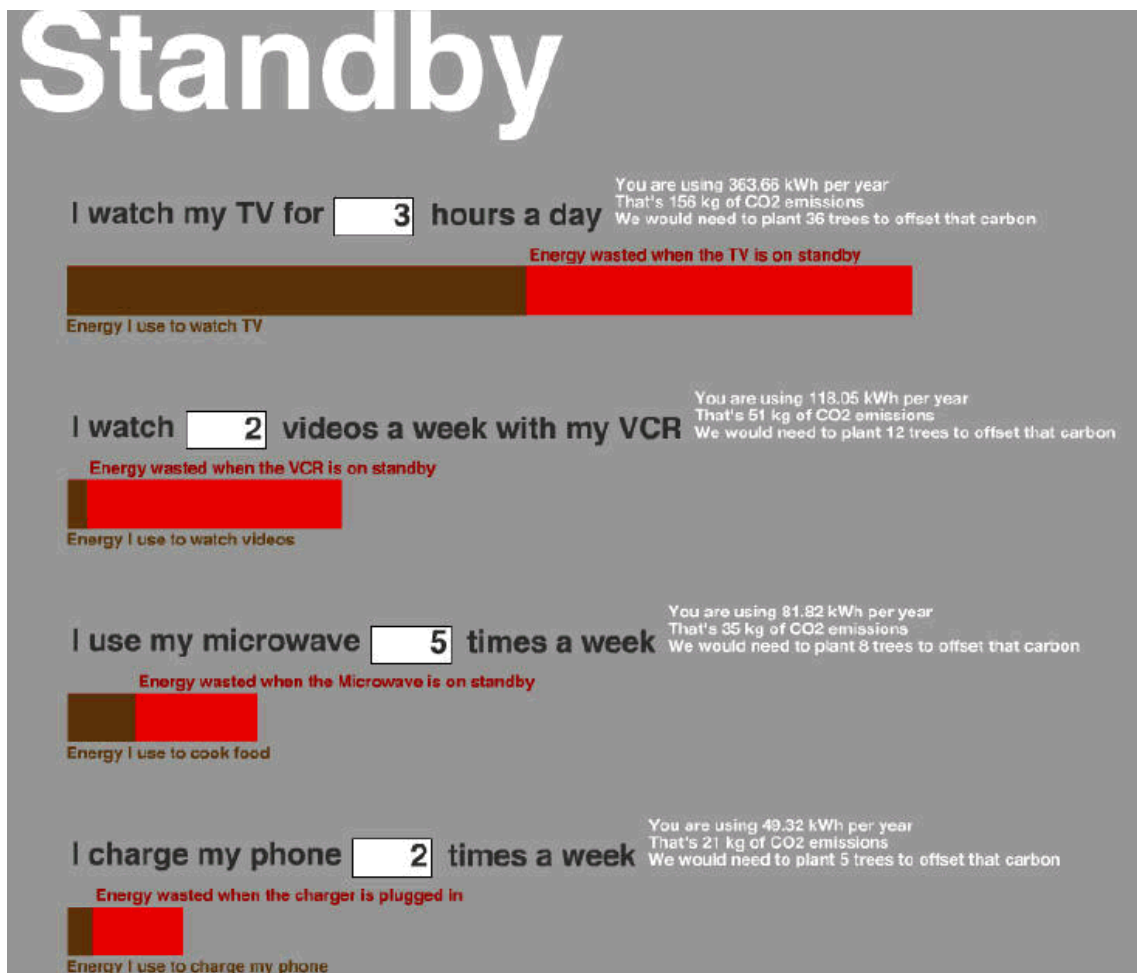 Standby
You are using 363.66 kWh per year
That's 156 kg of CO2 emissions
I watch my TV for 3 hours a day We would need to plant 36 trees to offset that carbon
Energy wasted when the TV is on standby
Energy I use to watch TV
You are using 118.05 kWh per year
That's 51 kg of CO2 emissions
I watch 2 videos a week with my VCR We would need to plant 12 trees to offset that carbon
Energy wasted when the VCR is on standby
Energy I use to watch videos
You are using 81.82 kWh per year
That's 35 kg of CO2 emissions
I use my microwave 5 times a week We would need to plant 8 trees to offset that carbon
Energy wasted when the Microwave is on standby
Energy I use to cook food
You are using 49.32 kWh per year
That's 21 kg of CO2 emissions
I charge my phone 2 times a week We would need to plant 5 trees to offset that carbon
Energy wasted when the charger is plugged in
Energy I use to charge my phone